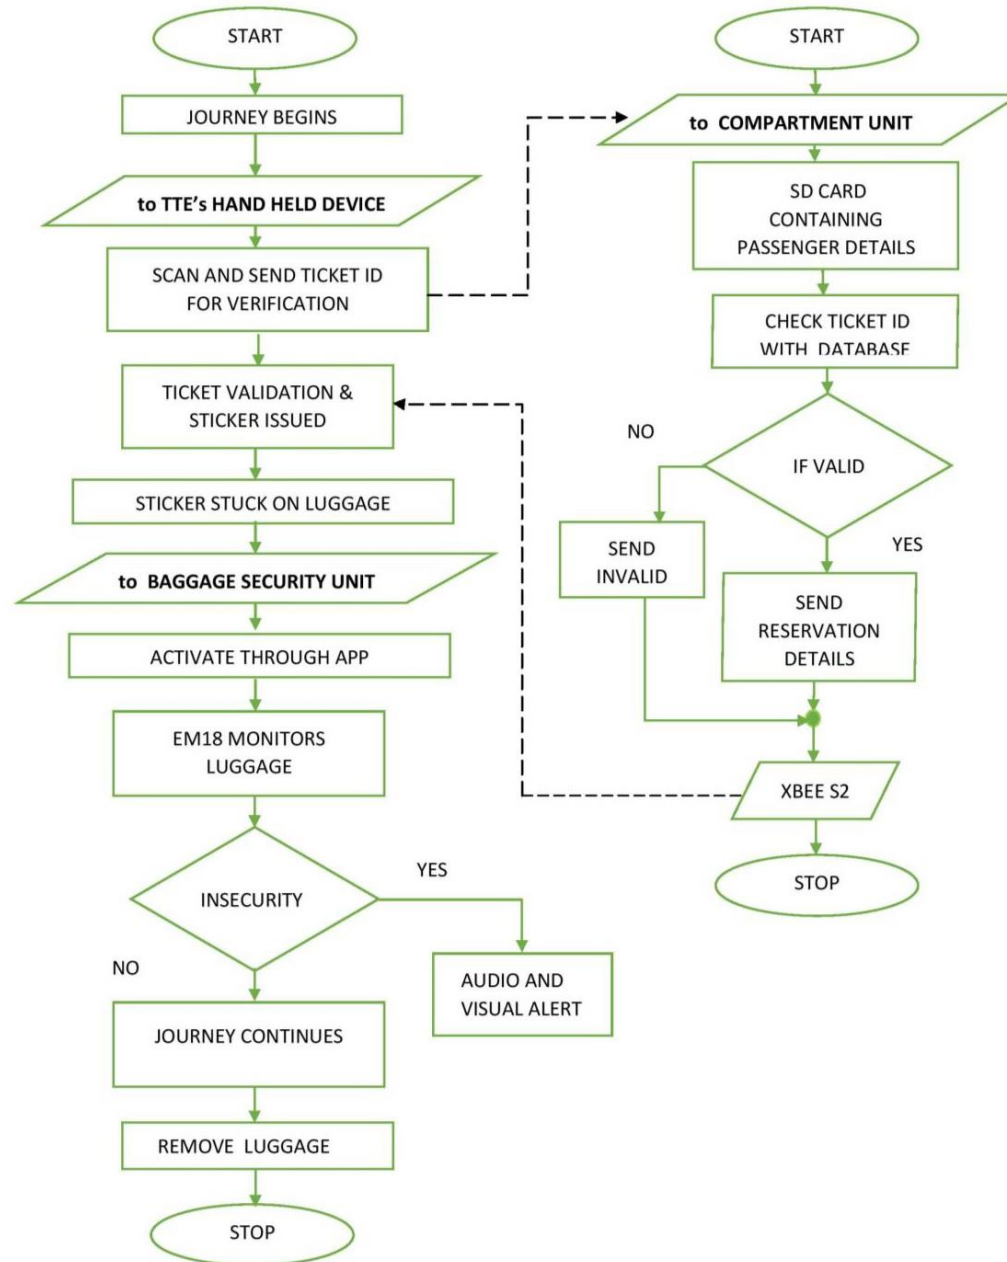 START
JOURNEY BEGINS
to TTE’s HAND HELD DEVICE
SCAN AND SEND TICKET ID
FOR VERIFICATION
TICKET VALIDATION &
STICKER ISSUED
STICKER STUCK ON LUGGAGE
to BAGGAGE SECURITY UNIT
ACTIVATE THROUGH APP
EM18 MONITORS
LUGGAGE
INSECURITY
YES
AUDIO AND
VISUAL ALERT
NO
JOURNEY CONTINUES
REMOVE LUGGAGE
STOP
START
to COMPARTMENT UNIT
SD CARD
CONTAINING
PASSENGER DETAILS
CHECK TICKET ID
WITH DATABASE
IF VALID
NO
SEND
INVALID
YES
SEND
RESERVATION
DETAILS
XBEE S2
STOP